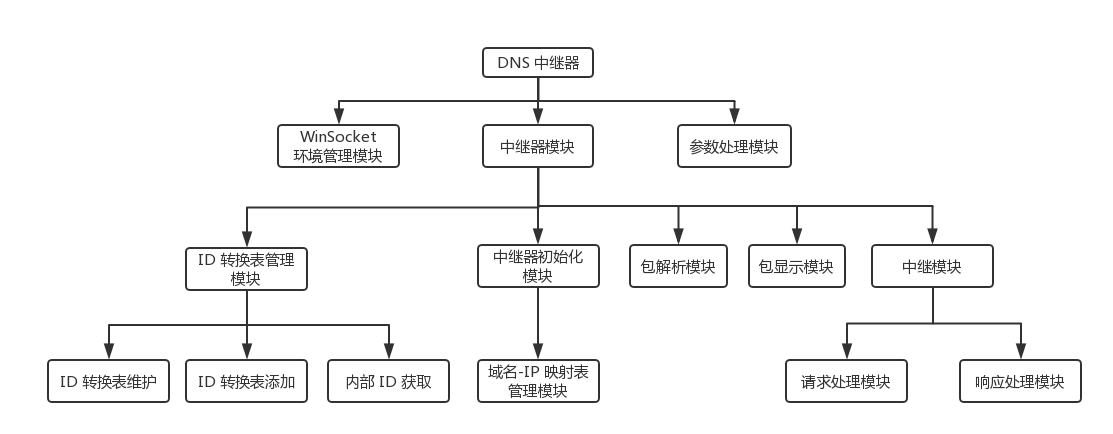 DNS 中继器
WinSocket
环境管理模块
中继器模块
参数处理模块
ID 转换表管理
模块
中继器初始化
模块
包解析模块
包显示模块
中继模块
ID 转换表维护
ID 转换表添加
内部 ID 获取
域名-IP 映射表
管理模块
请求处理模块
响应处理模块